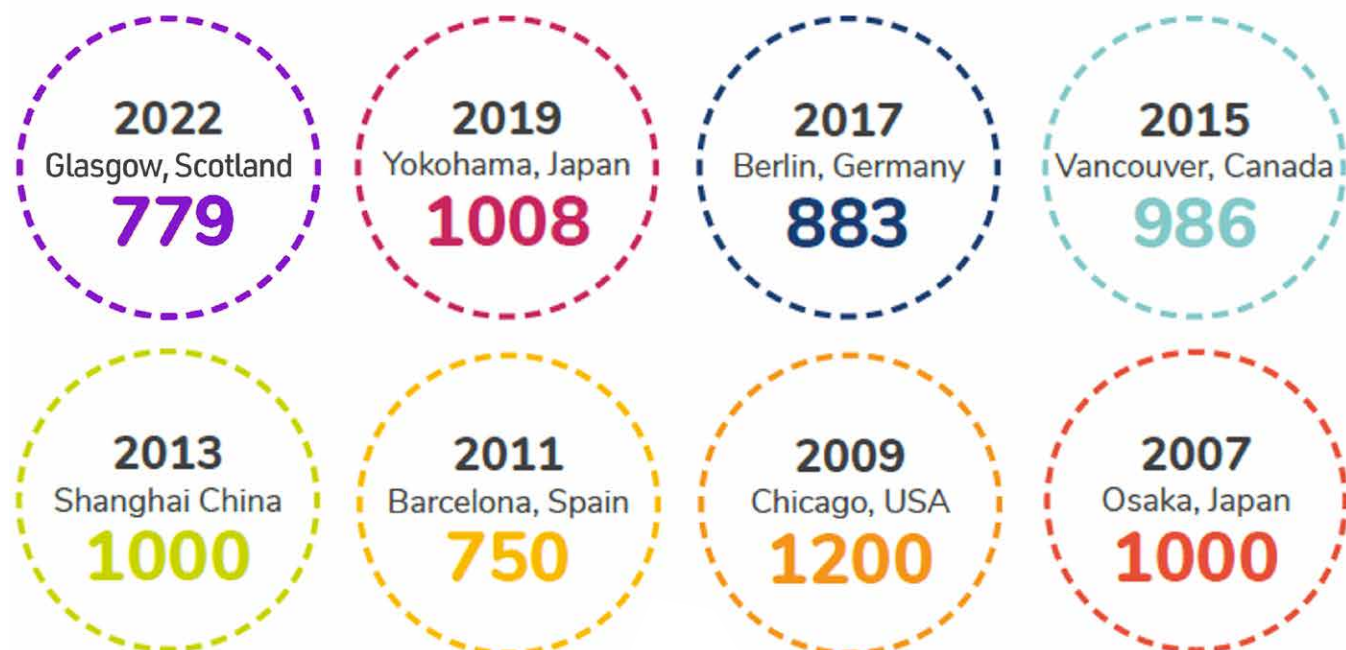 2022
Glasgow, Scotland
779
2019
Yokohama, Japan
1008
2017
Berlin, Germany
883
2015
Vancouver, Canada
986
2013
Shanghai China
1000
2011
Barcelona, Spain
750
2009
Chicago, USA
1200
2007
Osaka, Japan
1000